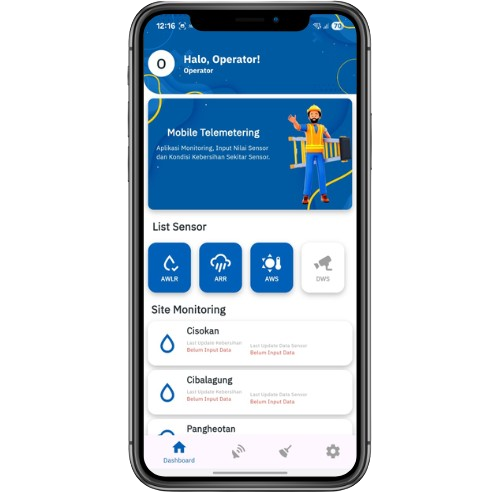 12:16
70
O
Halo, Operator!
Operator
Mobile Telemetering
Aplikasi Monitoring, Input Nilai Sensor
dan Kondisi Kebersihan Sekitar Sensor.
List Sensor
AWLR
ARR
AWS
DWS
Site Monitoring
Cisokan
Last Update Kebersihan
Belum Input Data
Last Update Data Sensor
Belum Input Data
Cibalagung
Last Update Kebersihan
Belum Input Data
Last Update Data Sensor
Belum Input Data
Pangheotan
Dashboard